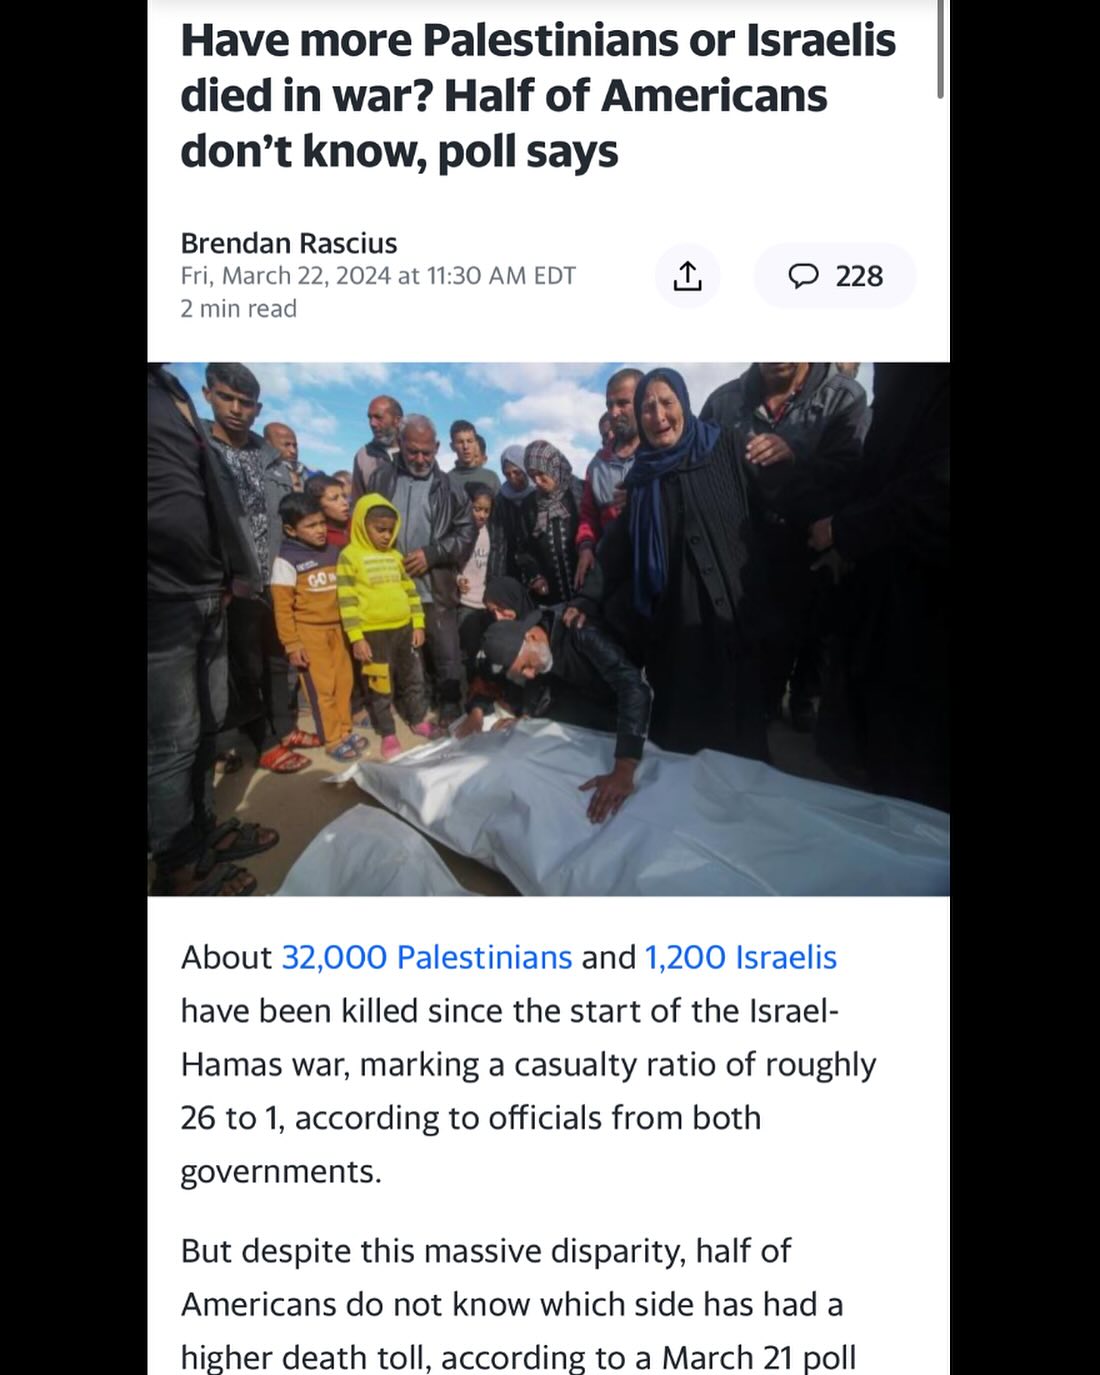 Have more Palestinians or Israelis
died in war? Half of Americans
don’t know, poll says
Brendan Rascius
Fri, March 22, 2024 at 11:30 AM EDT
2 min read
228
GO
About 32,000 Palestinians and 1,200 Israelis
have been killed since the start of the Israel-
Hamas war, marking a casualty ratio of roughly
26 to 1, according to officials from both
governments.
But despite this massive disparity, half of
Americans do not know which side has had a
higher death toll, according to a March 21 poll